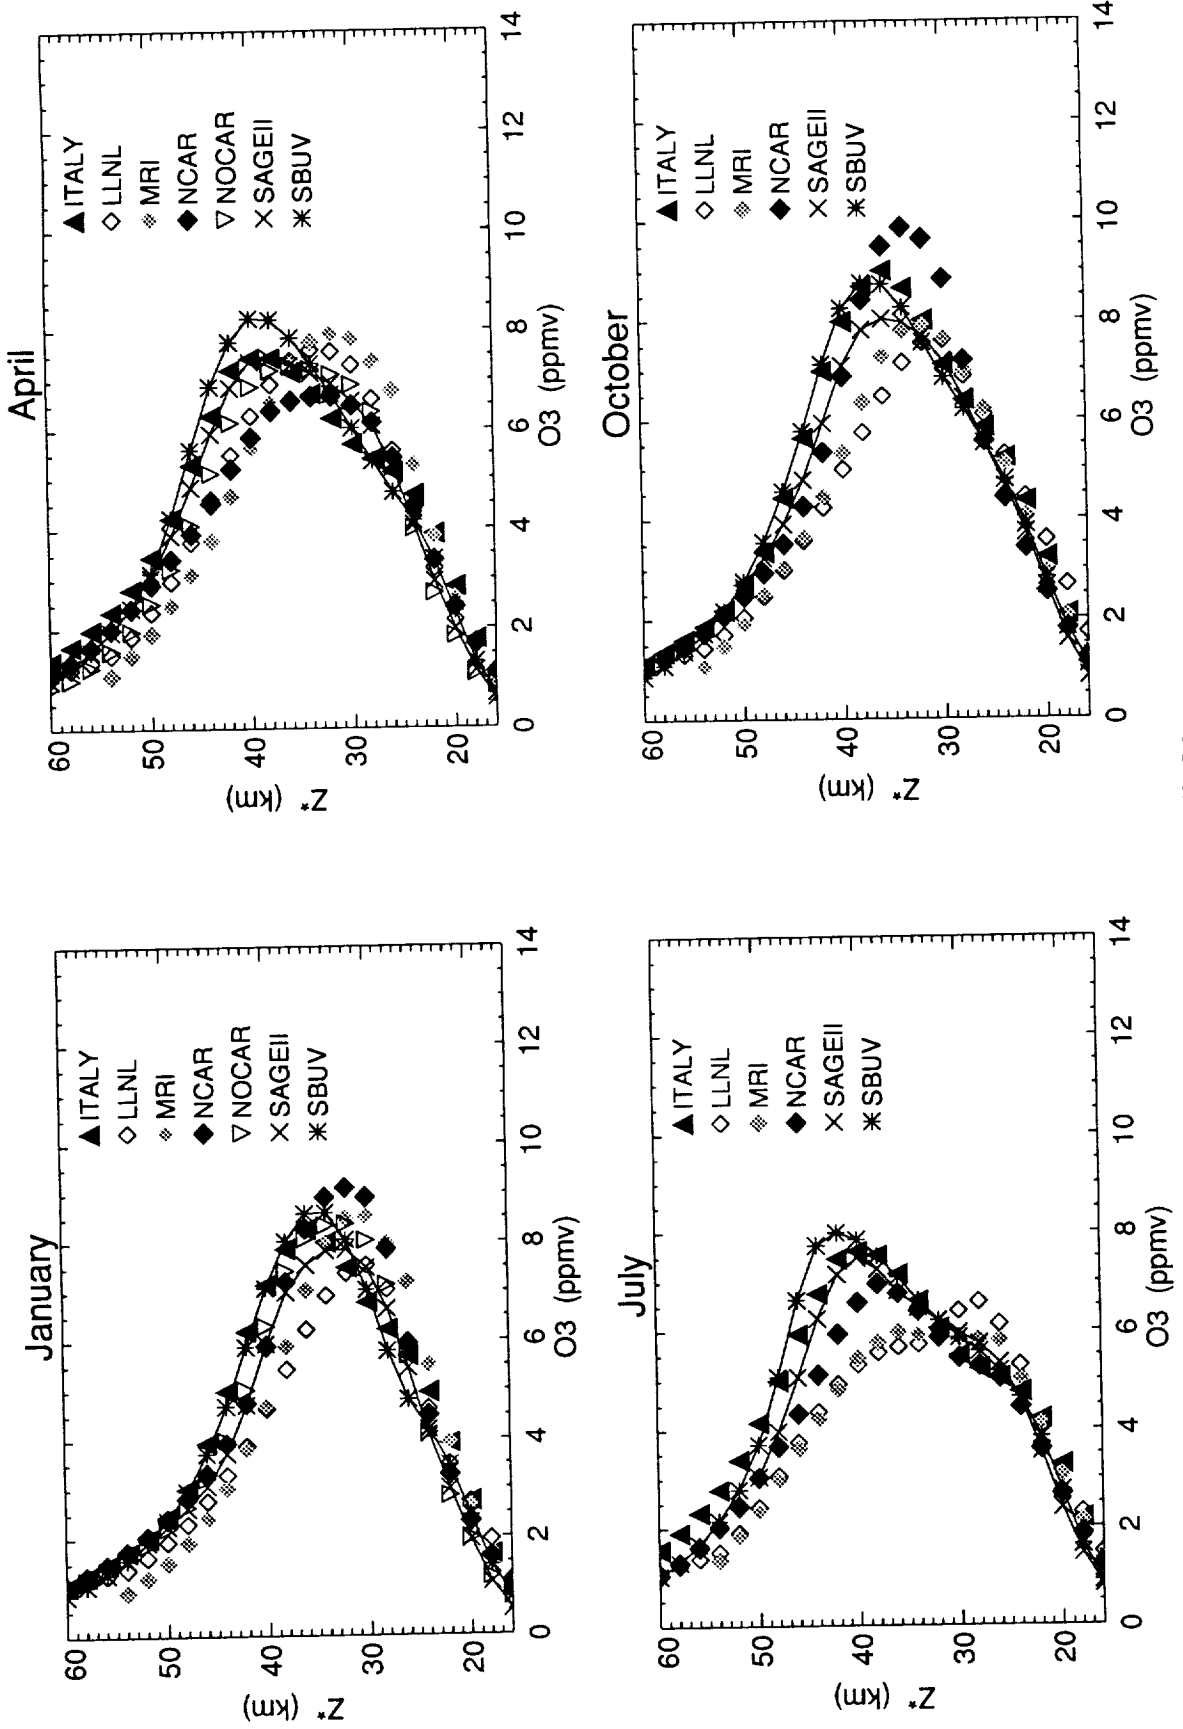 January
60
50
40
30
20
Z* (km)
0
2
4
6
8
10
12
14
O3 (ppmv)
ITALY
LLNL
MRI
NCAR
NOCAR
SAGEII
SBUV
April
60
50
40
30
20
Z* (km)
0
2
4
6
8
10
12
14
O3 (ppmv)
ITALY
LLNL
MRI
NCAR
NOCAR
SAGEII
SBUV
July
60
50
40
30
20
Z* (km)
0
2
4
6
8
10
12
14
O3 (ppmv)
ITALY
LLNL
MRI
NCAR
SAGEII
SBUV
October
60
50
40
30
20
Z* (km)
0
2
4
6
8
10
12
14
O3 (ppmv)
ITALY
LLNL
MRI
NCAR
SAGEII
SBUV